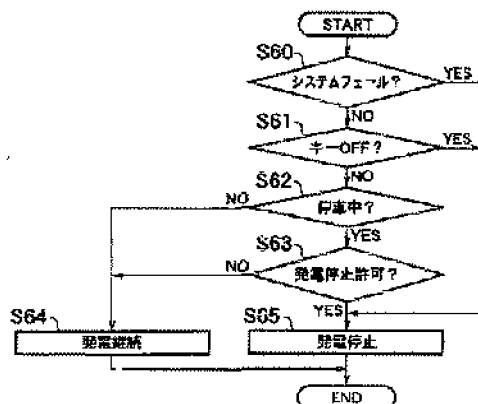 START
S60
システムフェール?
YES
NO
S61
キーOFF?
YES
NO
S62
NO
停車中?
YES
S63
NO
発電停止許可?
YES
S64
S65
発電継続
発電停止
END